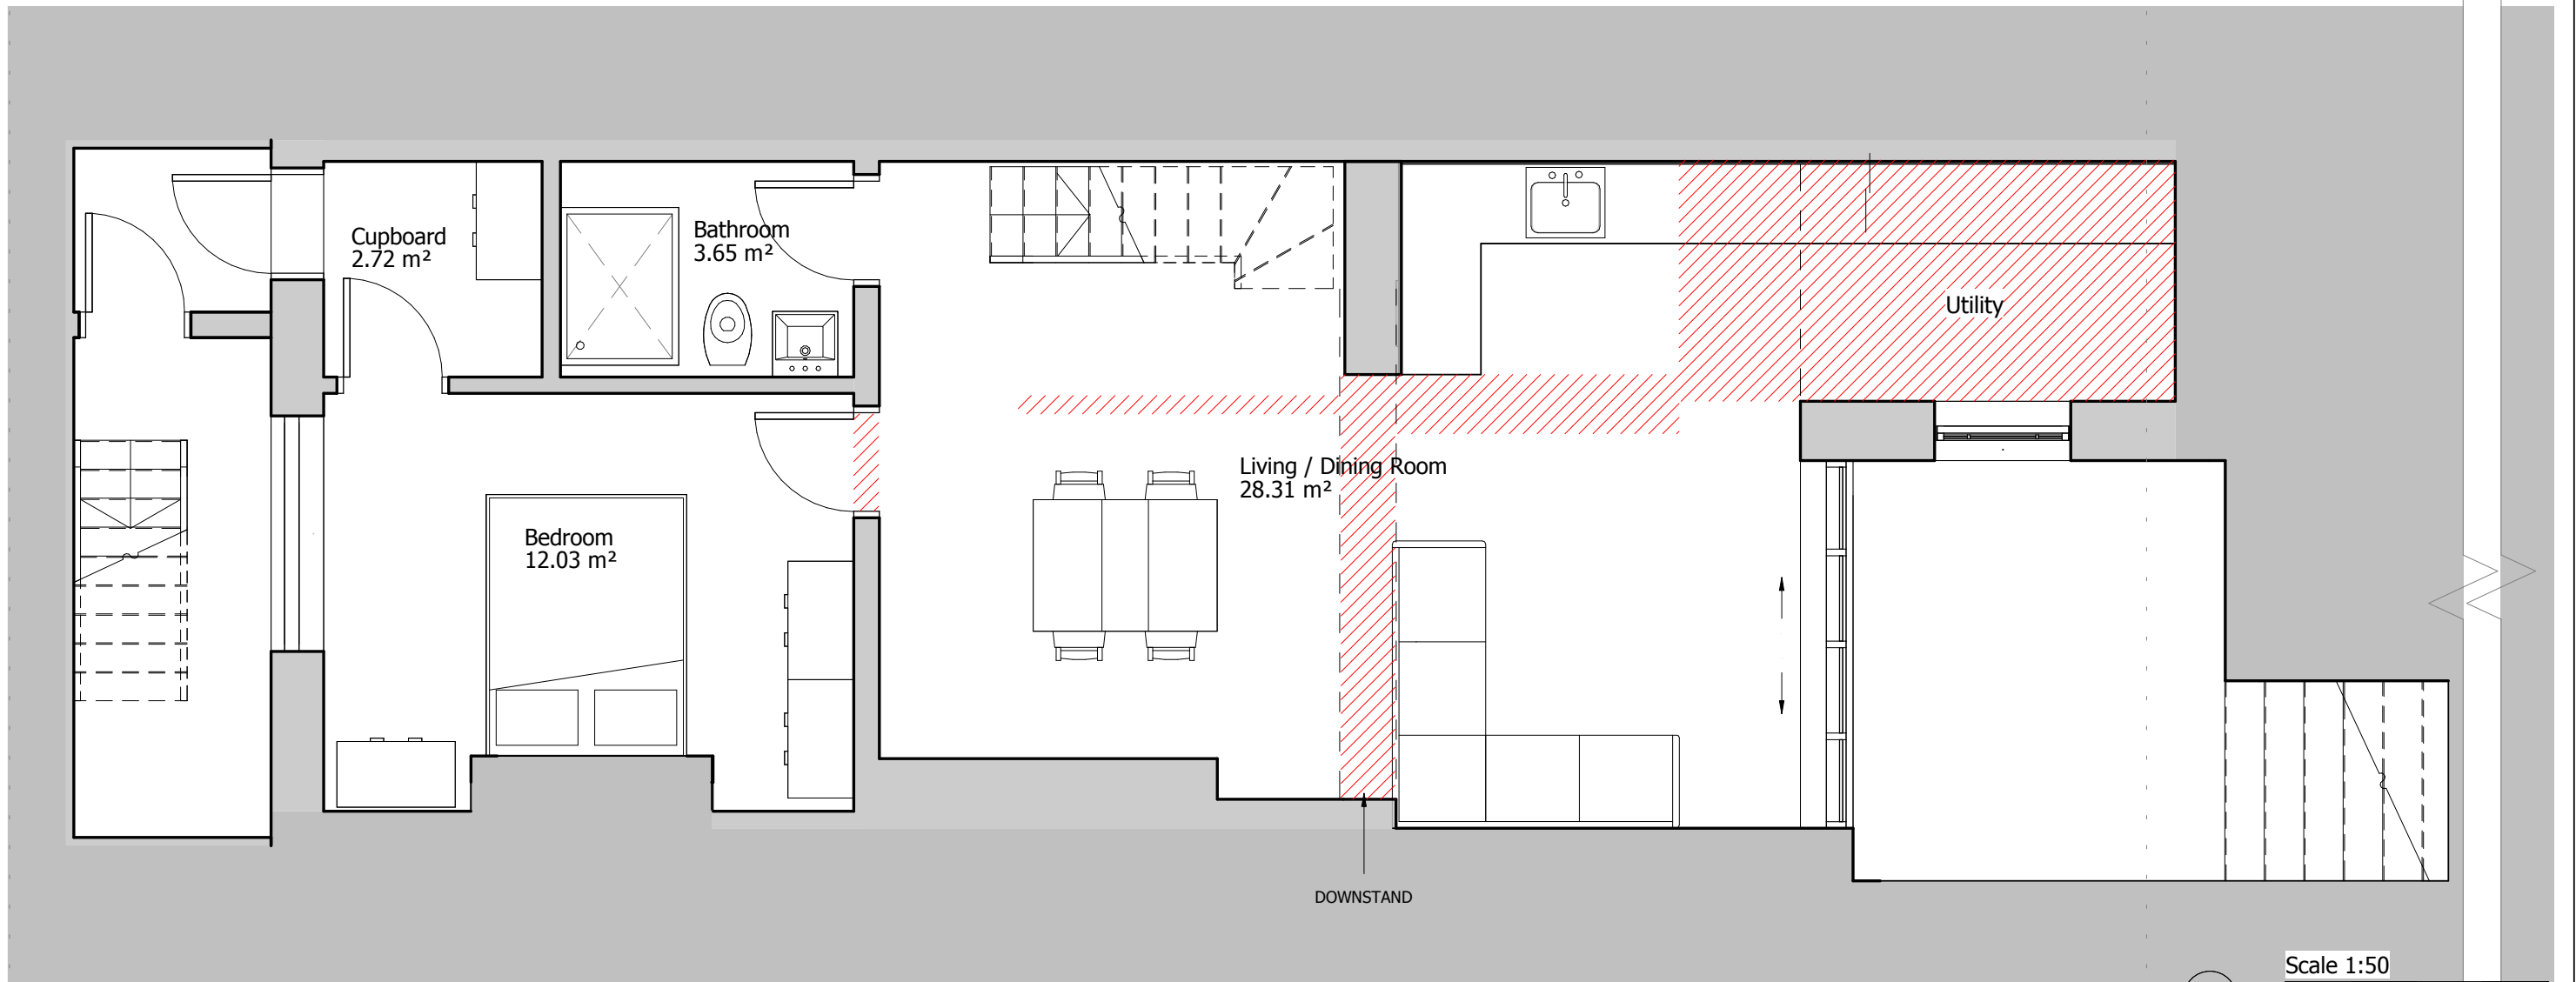 Cupboard
2.72 m²
Bathroom
3.65 m²
Utility
Living / Dining Room
28.31 m²
Bedroom
12.03 m²
DOWNSTAND
Scale 1:50